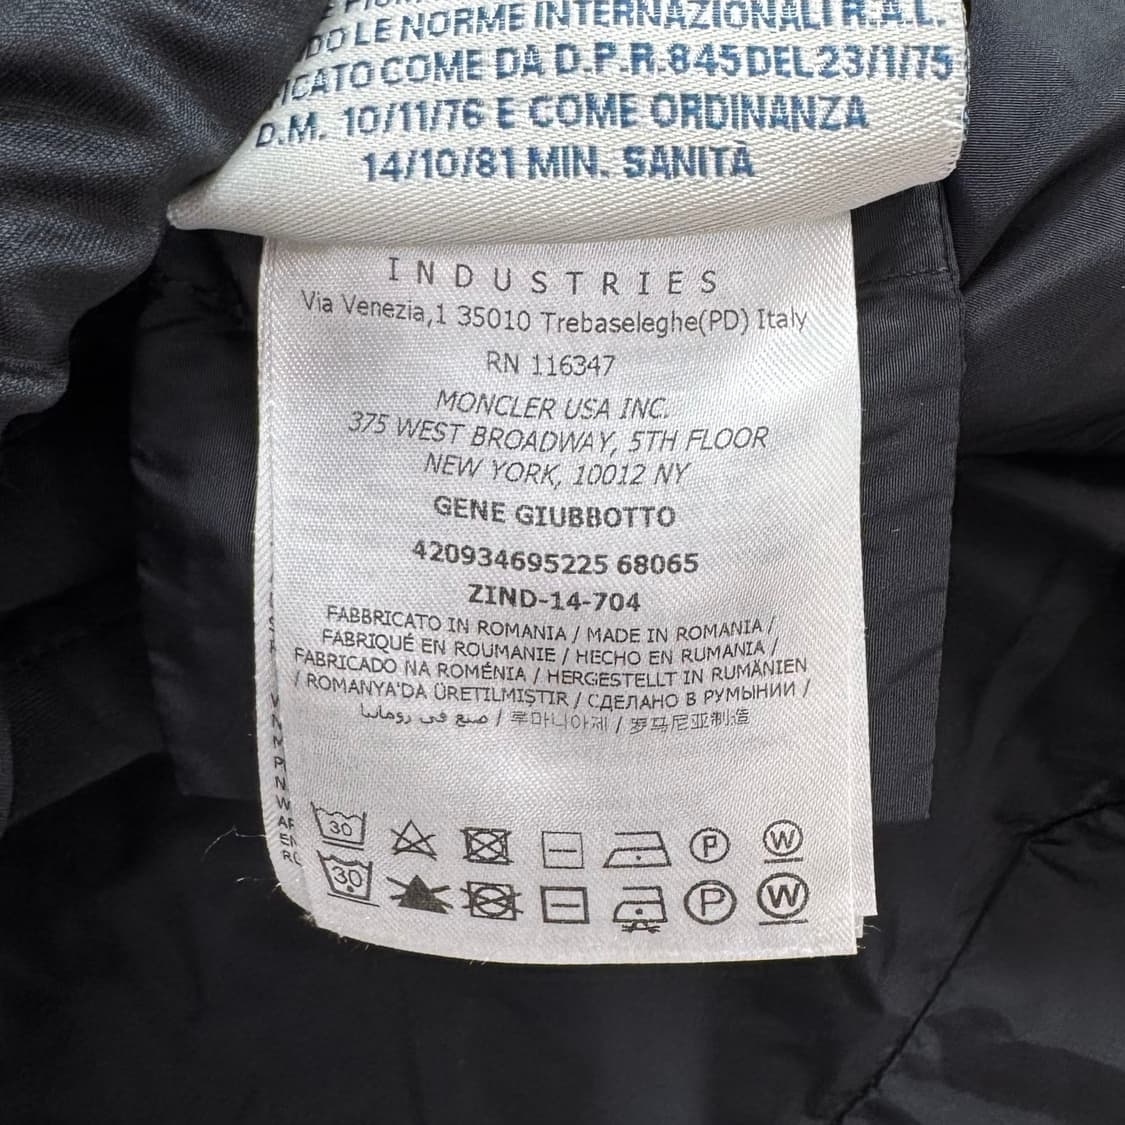 DO LE NORME INTERNAZIONALI R.A.L.
ICATO COME DA D.P.R.845 DEL 23/1/75
D.M. 10/11/76 E COME ORDINANZA
14/10/81 MIN. SANITÀ
INDUSTRIES
Via Venezia,1 35010 Trebaseleghe(PD) Italy
RN 116347
MONCLER USA INC.
375 WEST BROADWAY, 5TH FLOOR
NEW YORK, 10012 NY
GENE GIUBBOTTO
420934695225 68065
ZIND-14-704
FABBRICATO IN ROMANIA / MADE IN ROMANIA /
FABRIQUÉ EN ROUMANIE / HECHO EN RUMANIA /
FABRICADO NA ROMÉNIA / HERGESTELLT IN RUMÄNIEN
/ ROMANYA'DA ÜRETILMIŞTIR / СДЕЛАНО В РУМЫНИИ /
صنع في رومانيا / 루마니아제 / 罗马尼亚制造
30 P W
30 P W